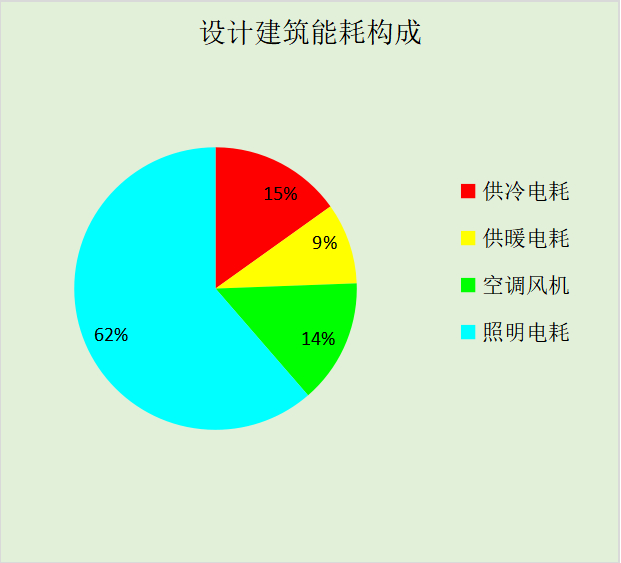 设计建筑能耗构成
15%
9%
14%
62%
供冷电耗
供暖电耗
空调风机
照明电耗